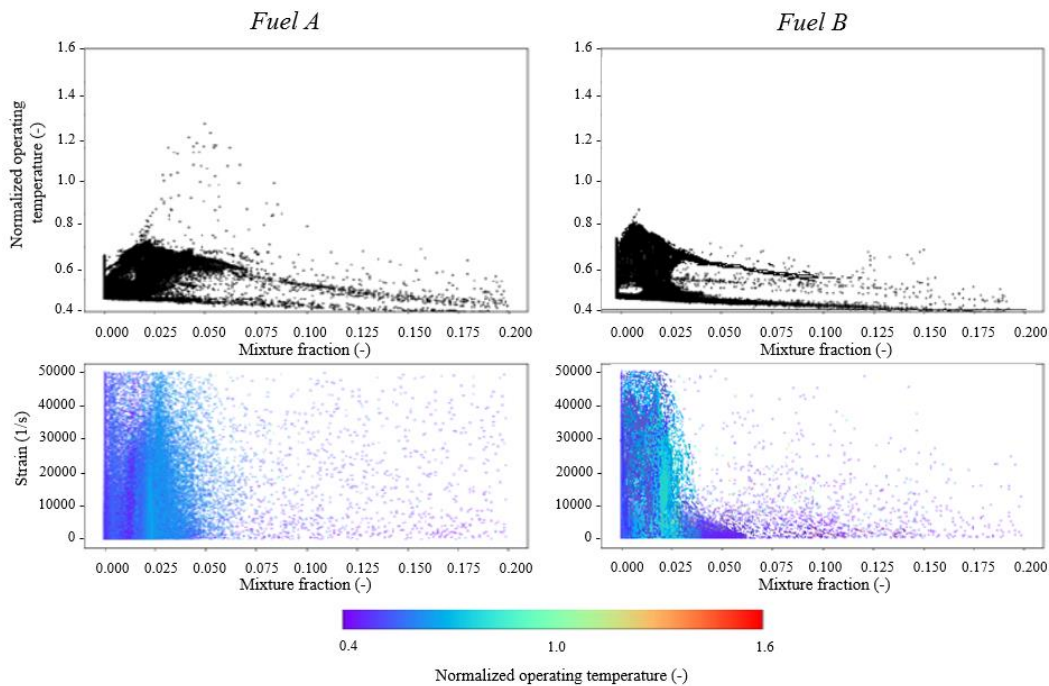 Fuel A
Fuel B
1.6
1.4
1.2
1.0
0.8
0.6
0.4
Normalized operating
temperature (-)
0.000 0.025 0.050 0.075 0.100 0.125 0.150 0.175 0.200
Mixture fraction (-)
1.6
1.4
1.2
1.0
0.8
0.6
0.4
0.000 0.025 0.050 0.075 0.100 0.125 0.150 0.175 0.200
Mixture fraction (-)
50000
40000
30000
20000
10000
0
Strain (1/s)
0.000 0.025 0.050 0.075 0.100 0.125 0.150 0.175 0.200
Mixture fraction (-)
50000
40000
30000
20000
10000
0
0.000 0.025 0.050 0.075 0.100 0.125 0.150 0.175 0.200
Mixture fraction (-)
0.4 1.0 1.6
Normalized operating temperature (-)